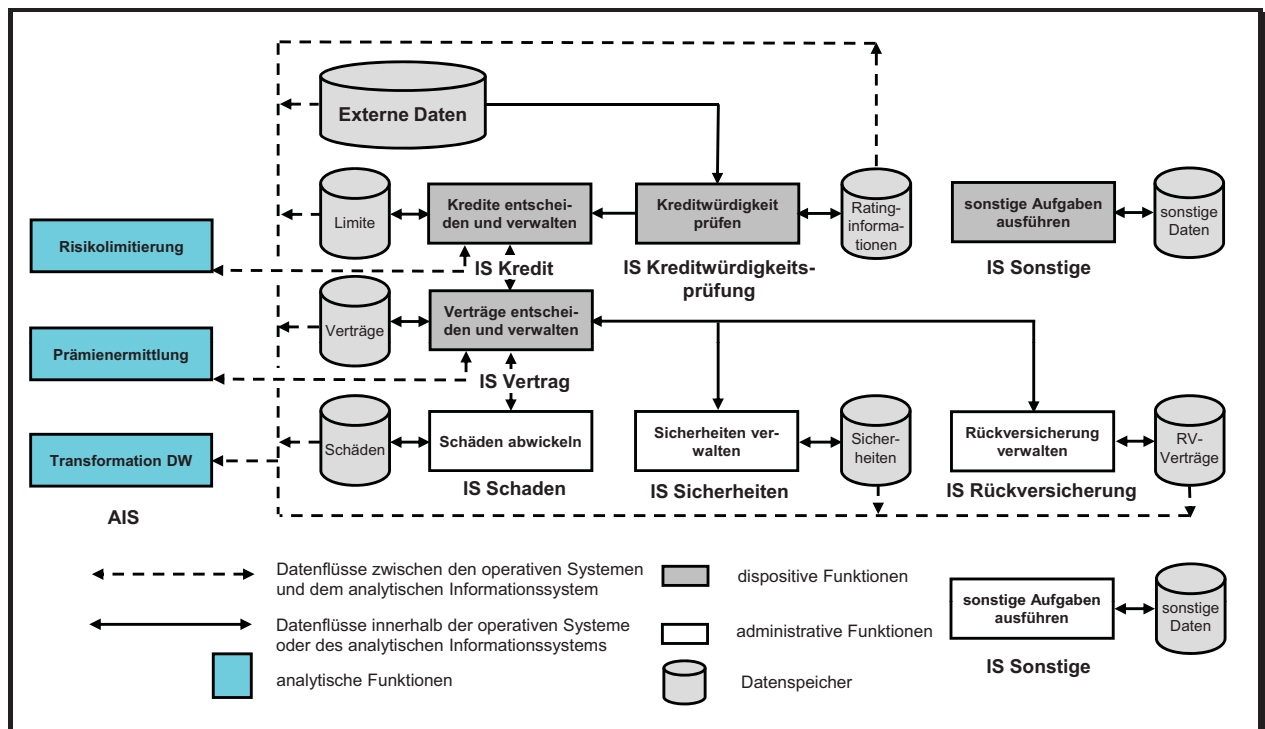 Externe Daten
Limite
Kredite entschei-
den und verwalten
Kreditwürdigkeit
prüfen
Rating-
informa-
tionen
sonstige Aufgaben
ausführen
sonstige
Daten
Risikolimitierung
IS Kredit
IS Kreditwürdigkeits-
prüfung
IS Sonstige
Verträge
Verträge entschei-
den und verwalten
Prämienermittlung
IS Vertrag
Schäden
Schäden abwickeln
Sicherheiten ver-
walten
Sicher-
heiten
Rückversicherung
verwalten
RV-
Verträge
Transformation DW
IS Schaden
IS Sicherheiten
IS Rückversicherung
AIS
Datenflüsse zwischen den operativen Systemen
und dem analytischen Informationssystem
dispositive Funktionen
Datenflüsse innerhalb der operativen Systeme
oder des analytischen Informationssystems
administrative Funktionen
analytische Funktionen
Datenspeicher
sonstige Aufgaben
ausführen
sonstige
Daten
IS Sonstige